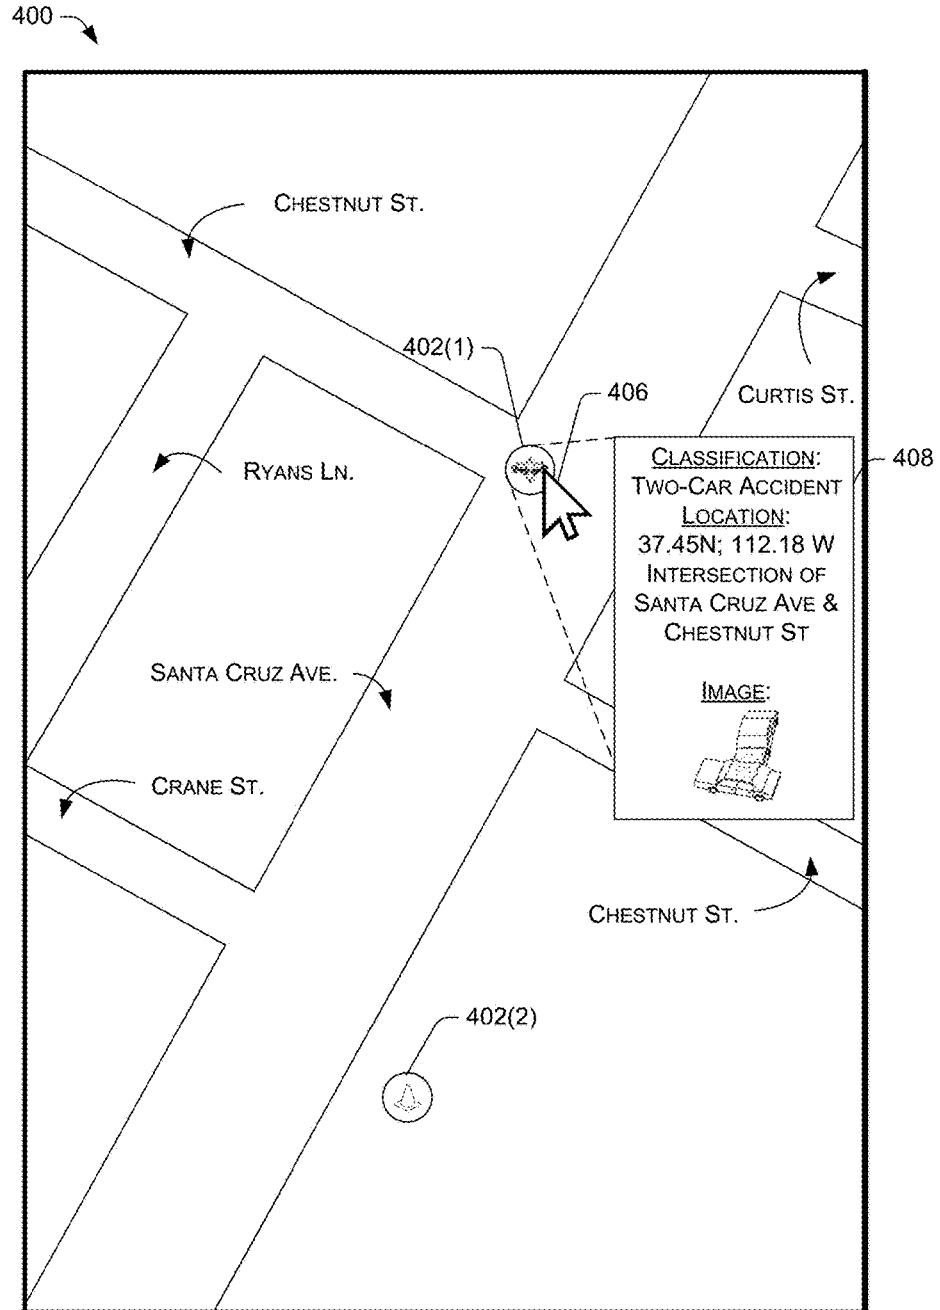 400
CHESTNUT ST.
402(1)
406
CURTIS ST.
RYANS LN.
408
CLASSIFICATION:
TWO-CAR ACCIDENT
LOCATION:
37.45N; 112.18 W
INTERSECTION OF
SANTA CRUZ AVE &
CHESTNUT ST
IMAGE:
SANTA CRUZ AVE.
CRANE ST.
CHESTNUT ST.
402(2)